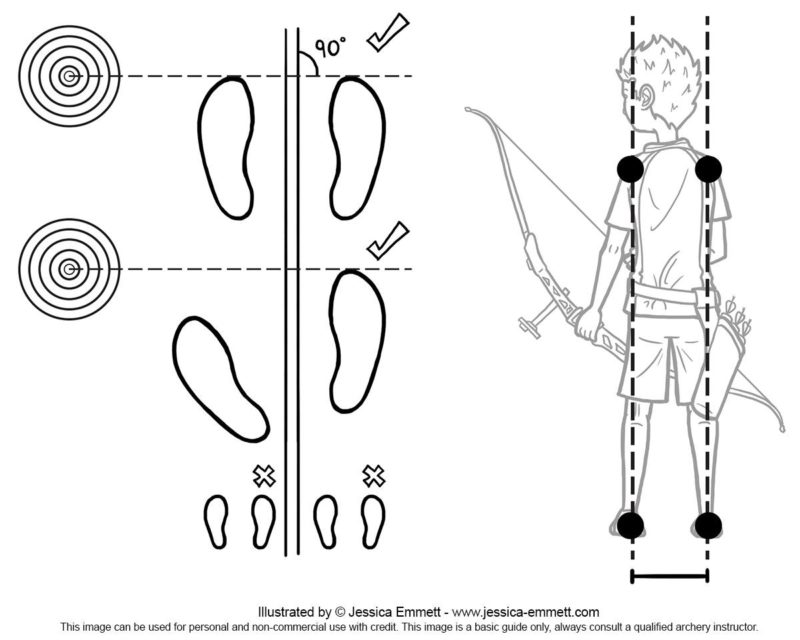 90°
Illustrated by © Jessica Emmett - www.jessica-emmett.com
This image can be used for personal and non-commercial use with credit. This image is a basic guide only, always consult a qualified archery instructor.